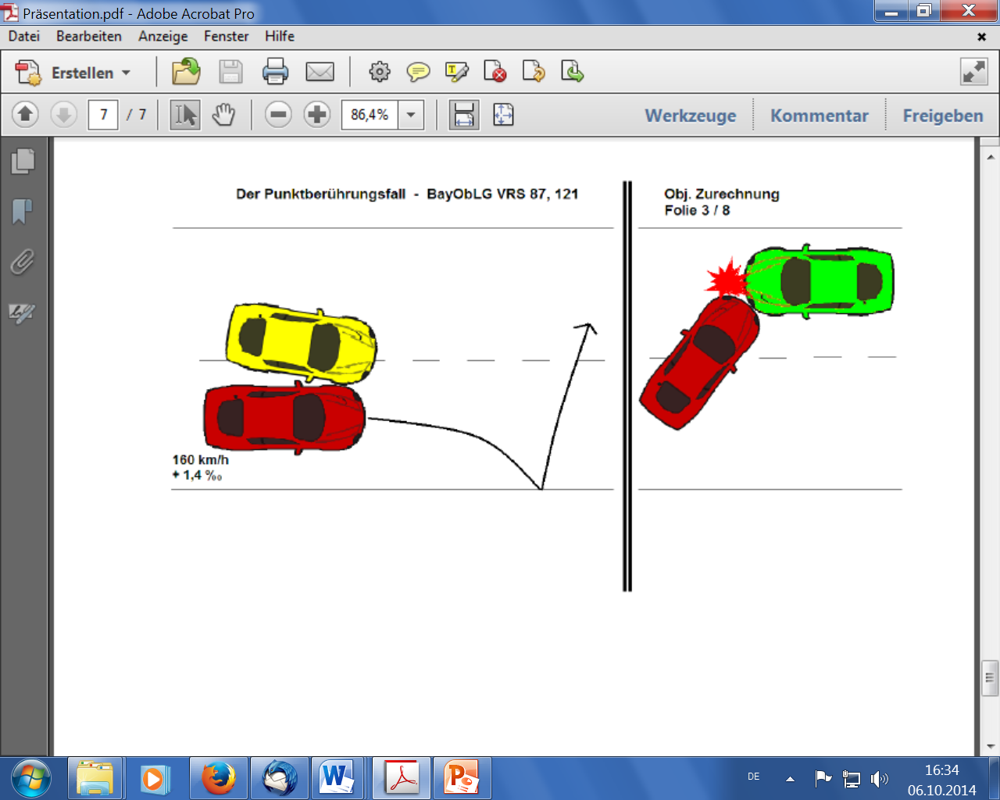 Präsentation.pdf - Adobe Acrobat Pro
Datei Bearbeiten Anzeige Fenster Hilfe
Erstellen
7 / 7 86,4% Werkzeuge Kommentar Freigeben
Der Punktberührungsfall - BayObLG VRS 87, 121
Obj. Zurechnung
Folie 3 / 8
160 km/h
+ 1,4 ‰
DE
16:34
06.10.2014